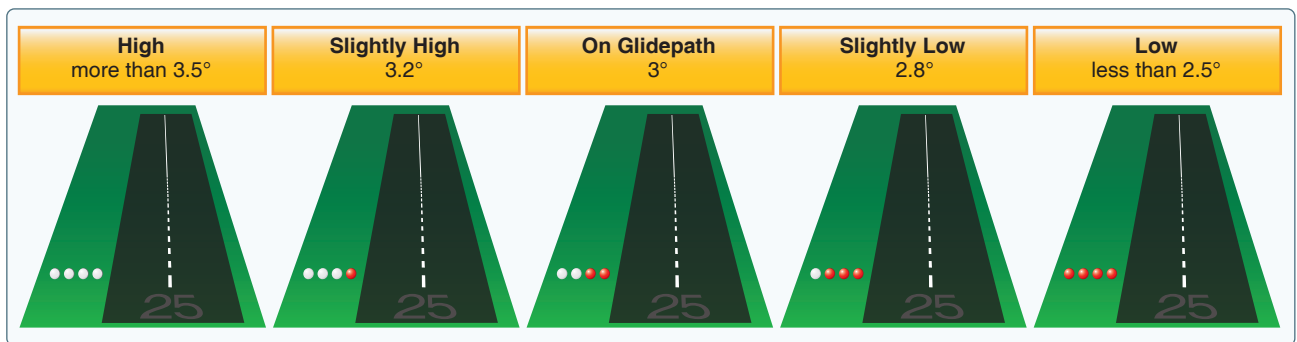 High
more than 3.5°
Slightly High
3.2°
On Glidepath
3°
Slightly Low
2.8°
Low
less than 2.5°
25
25
25
25
25